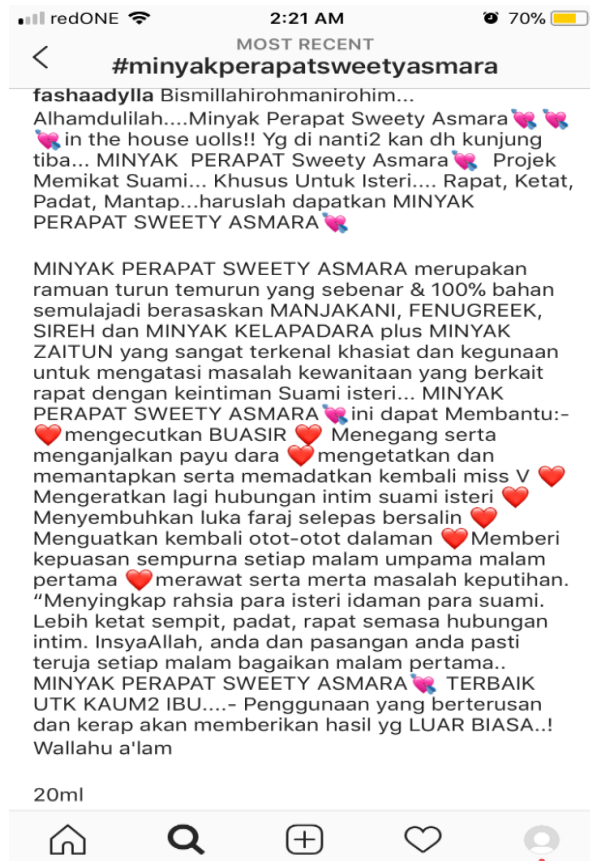 redONE 2:21 AM 70%
MOST RECENT
#minyakperapatsweetyasmara
fashaadylla Bismillahirohmanirohim...
Alhamdulilah....Minyak Perapat Sweety Asmara💘 💘
💘 in the house uolls!! Yg di nanti2 kan dh kunjung
tiba... MINYAK PERAPAT Sweety Asmara💘 Projek
Memikat Suami... Khusus Untuk Isteri.... Rapat, Ketat,
Padat, Mantap...haruslah dapatkan MINYAK
PERAPAT SWEETY ASMARA💘
MINYAK PERAPAT SWEETY ASMARA merupakan
ramuan turun temurun yang sebenar & 100% bahan
semulajadi berasaskan MANJAKANI, FENUGREEK,
SIREH dan MINYAK KELAPADARA plus MINYAK
ZAITUN yang sangat terkenal khasiat dan kegunaan
untuk mengatasi masalah kewanitaan yang berkait
rapat dengan keintiman Suami isteri... MINYAK
PERAPAT SWEETY ASMARA💘ini dapat Membantu:-
❤️mengecutkan BUASIR ❤️ Menegang serta
menganjalkan payu dara ❤️mengetatkan dan
memantapkan serta memadatkan kembali miss V ❤️
Mengeratkan lagi hubungan intim suami isteri ❤️
Menyembuhkan luka faraj selepas bersalin ❤️
Menguatkan kembali otot-otot dalaman ❤️Memberi
kepuasan sempurna setiap malam umpama malam
pertama ❤️merawat serta merta masalah keputihan.
“Menyingkap rahsia para isteri idaman para suami.
Lebih ketat sempit, padat, rapat semasa hubungan
intim. InsyaAllah, anda dan pasangan anda pasti
teruja setiap malam bagaikan malam pertama..
MINYAK PERAPAT SWEETY ASMARA💘 TERBAIK
UTK KAUM2 IBU....- Penggunaan yang berterusan
dan kerap akan memberikan hasil yg LUAR BIASA..!
Wallahu a'lam
20ml